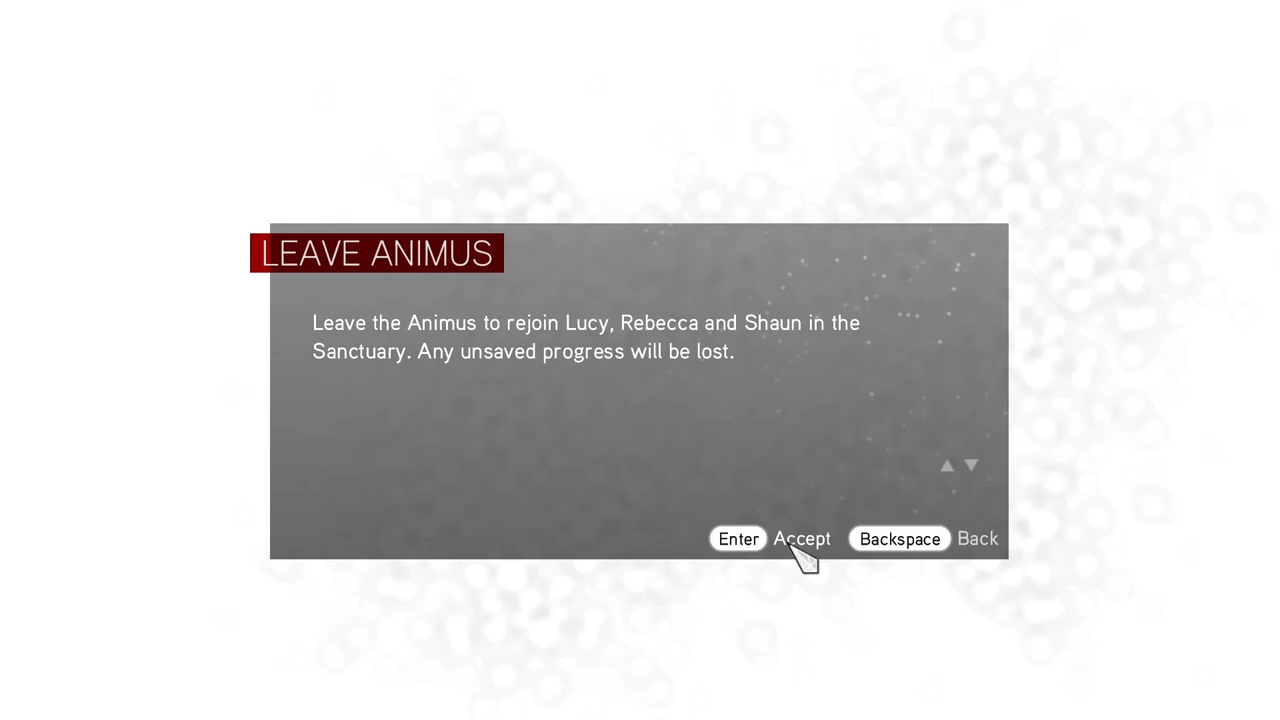 LEAVE ANIMUS
Leave the Animus to rejoin Lucy, Rebecca and Shaun in the
Sanctuary. Any unsaved progress will be lost.
Enter Accept Backspace Back